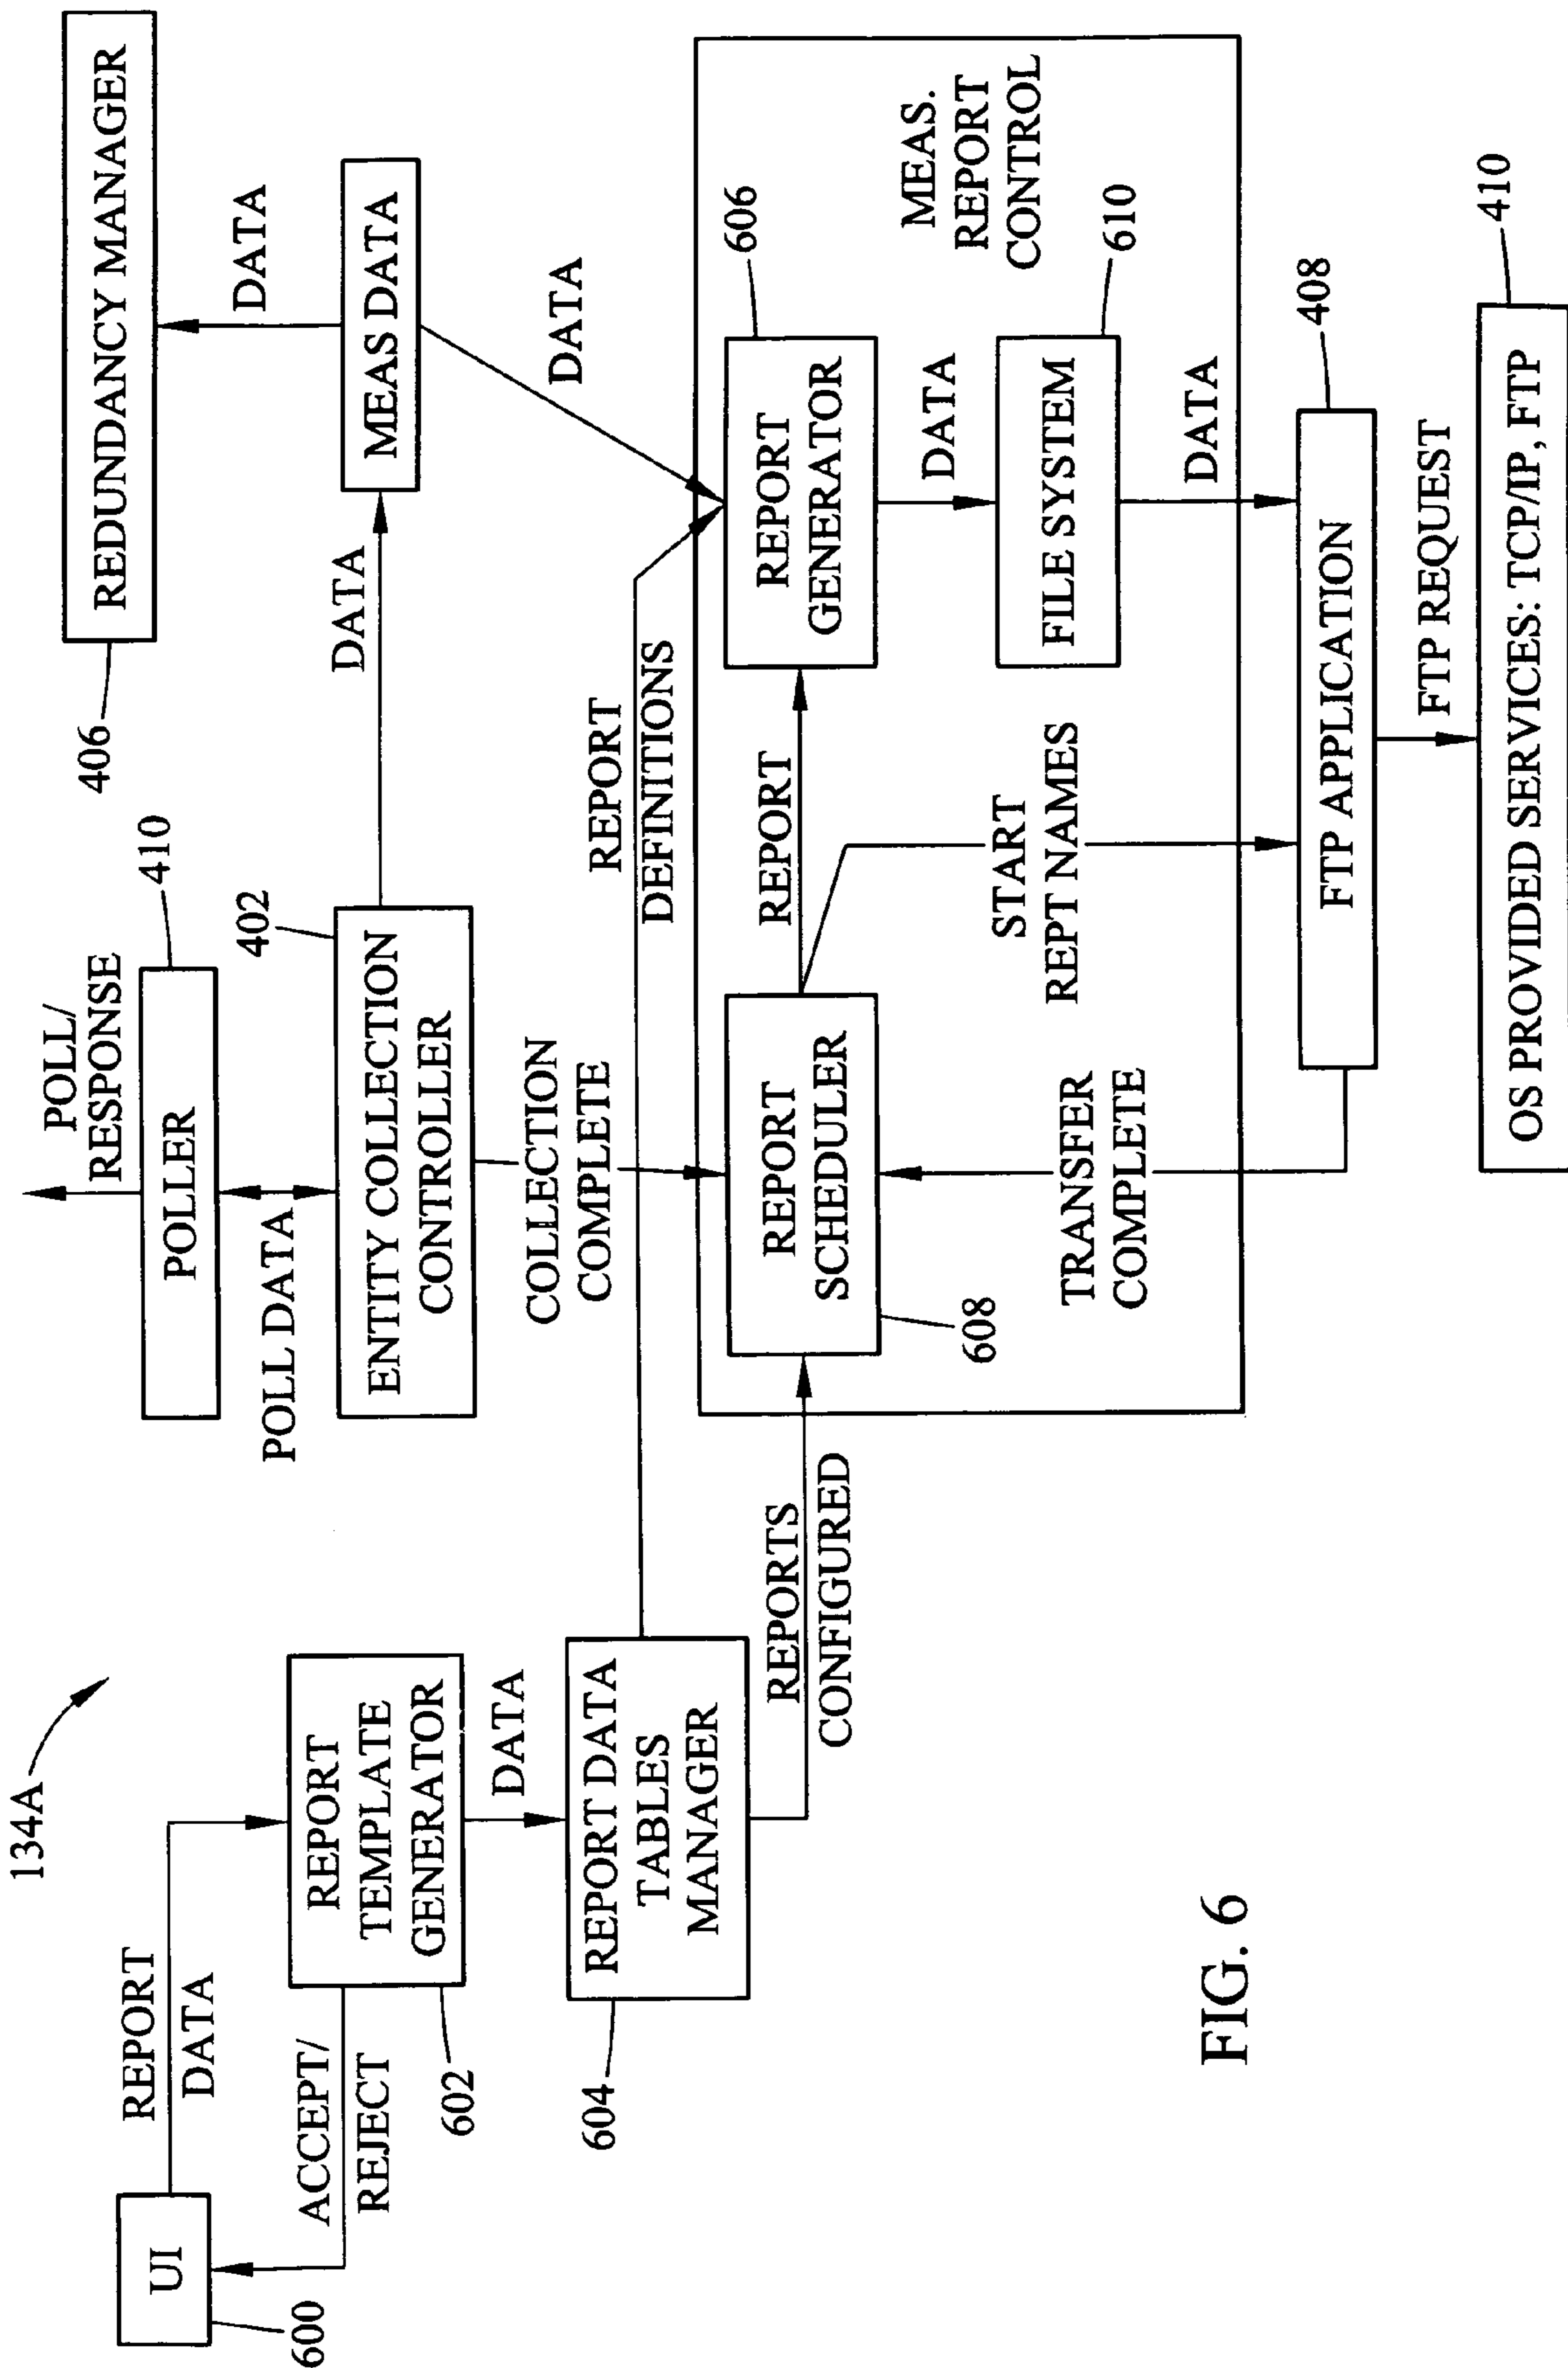 134A
UI
600
REPORT
DATA
ACCEPT/
REJECT
REPORT
TEMPLATE
GENERATOR
602
DATA
REPORT DATA
TABLES
MANAGER
604
REPORTS
CONFIGURED
POLL/
RESPONSE
POLLER
410
POLL DATA
ENTITY COLLECTION
CONTROLLER
402
COLLECTION
COMPLETE
DATA
REDUNDANCY MANAGER
406
DATA
MEAS DATA
DATA
REPORT
DEFINITIONS
REPORT
SCHEDULER
608
REPORT
REPORT
GENERATOR
606
MEAS.
REPORT
CONTROL
DATA
FILE SYSTEM
610
START
REPT NAMES
TRANSFER
COMPLETE
DATA
FTP APPLICATION
408
FTP REQUEST
OS PROVIDED SERVICES: TCP/IP, FTP
410
FIG. 6